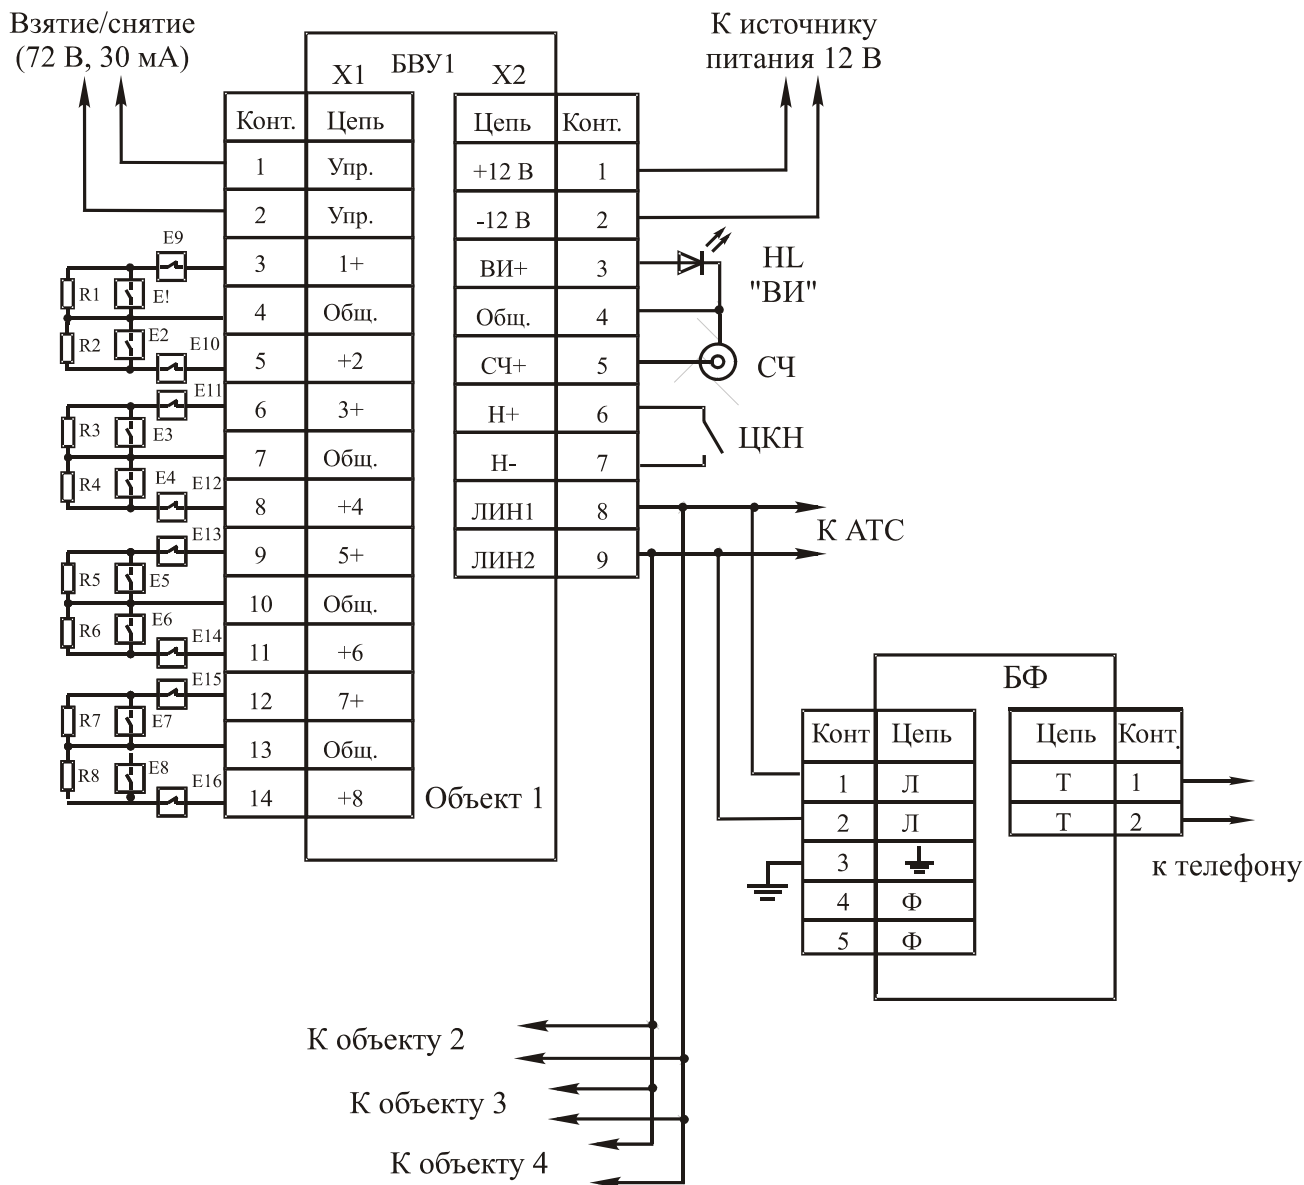 Взятие/снятие
(72 В, 30 мА)
К источнику
питания 12 В
БВУ1
X1
X2
Конт. Цепь
1 Упр.
2 Упр.
3 1+
4 Общ.
5 +2
6 3+
7 Общ.
8 +4
9 5+
10 Общ.
11 +6
12 7+
13 Общ.
14 +8
Объект 1
Цепь Конт.
+12 В 1
-12 В 2
ВИ+ 3
Общ. 4
СЧ+ 5
Н+ 6
Н- 7
ЛИН1 8
ЛИН2 9
E9
R1 E!
R2 E2 E10
E11
R3 E3
R4 E4 E12
E13
R5 E5
R6 E6 E14
E15
R7 E7
R8 E8 E16
HL
"ВИ"
СЧ
ЦКН
К АТС
БФ
Конт Цепь
1 Л
2 Л
3
4 Ф
5 Ф
Цепь Конт.
Т 1
Т 2
к телефону
К объекту 2
К объекту 3
К объекту 4